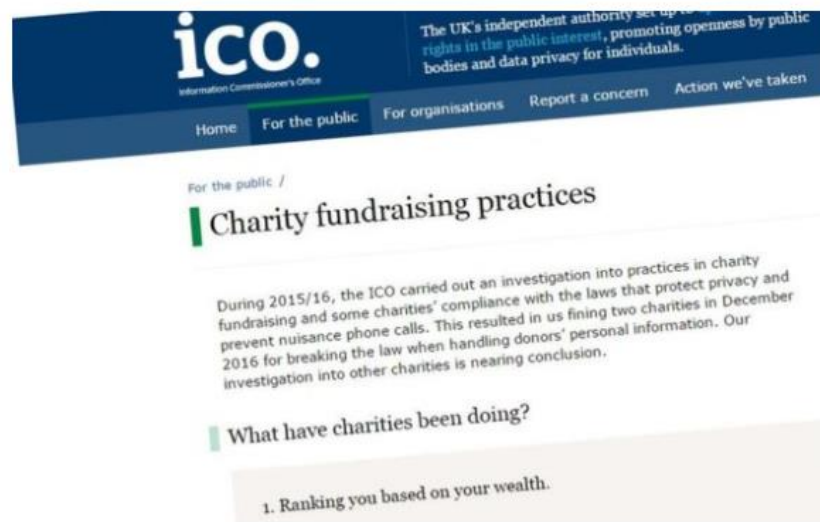 ico.
Information Commissioner's Office
The UK's independent authority set up to
rights in the public interest, promoting openness by public
bodies and data privacy for individuals.
Home For the public For organisations Report a concern Action we've taken
For the public /
Charity fundraising practices
During 2015/16, the ICO carried out an investigation into practices in charity
fundraising and some charities' compliance with the laws that protect privacy and
prevent nuisance phone calls. This resulted in us fining two charities in December
2016 for breaking the law when handling donors' personal information. Our
investigation into other charities is nearing conclusion.
What have charities been doing?
1. Ranking you based on your wealth.